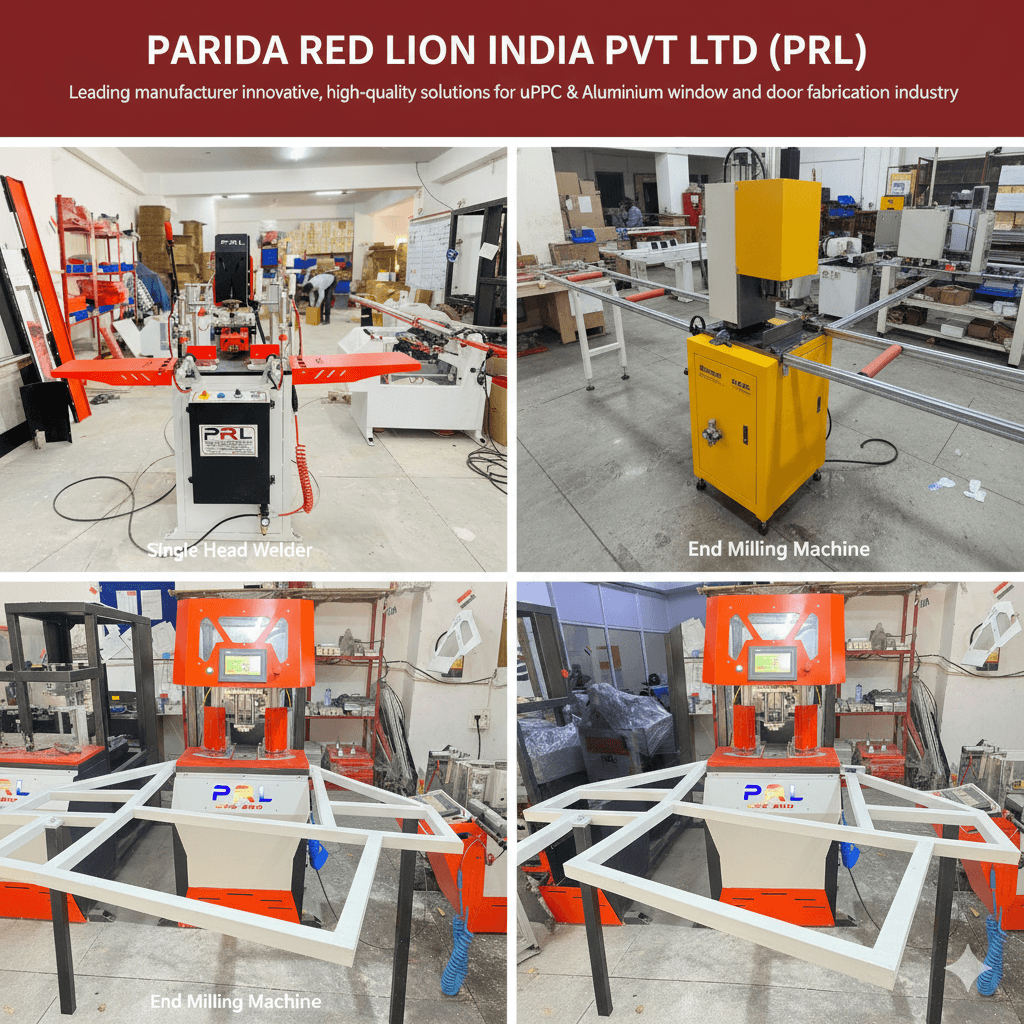 PARIDA RED LION INDIA PVT LTD (PRL)
Leading manufacturer innovative, high-quality solutions for uPPC & Aluminium window and door fabrication industry
PRL
PRL
Single Head Welder
End Milling Machine
PRL
PRL
End Milling Machine